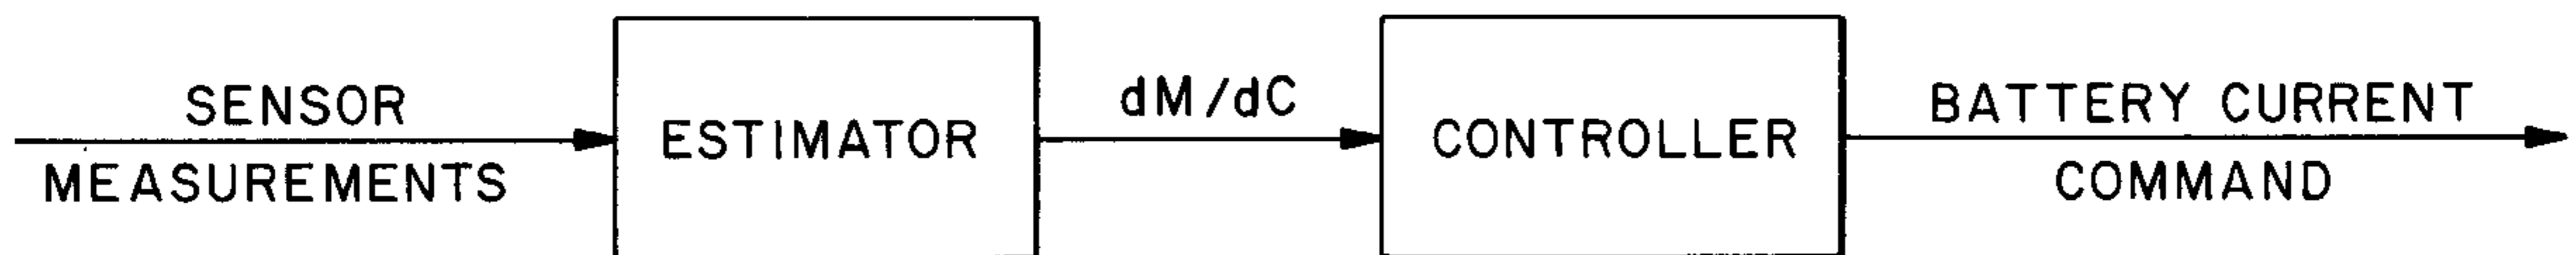 SENSOR
MEASUREMENTS
ESTIMATOR
dM/dC
CONTROLLER
BATTERY CURRENT
COMMAND